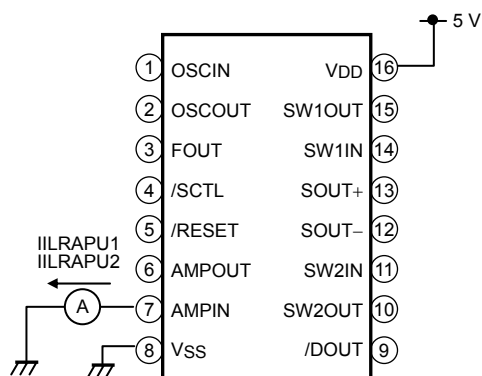 5 V
1 OSCIN VDD 16
2 OSCOUT SW1OUT 15
3 FOUT SW1IN 14
4 /SCTL SOUT+ 13
5 /RESET SOUT− 12
IILRAPU1
IILRAPU2
6 AMPOUT SW2IN 11
A
7 AMPIN SW2OUT 10
8 VSS /DOUT 9